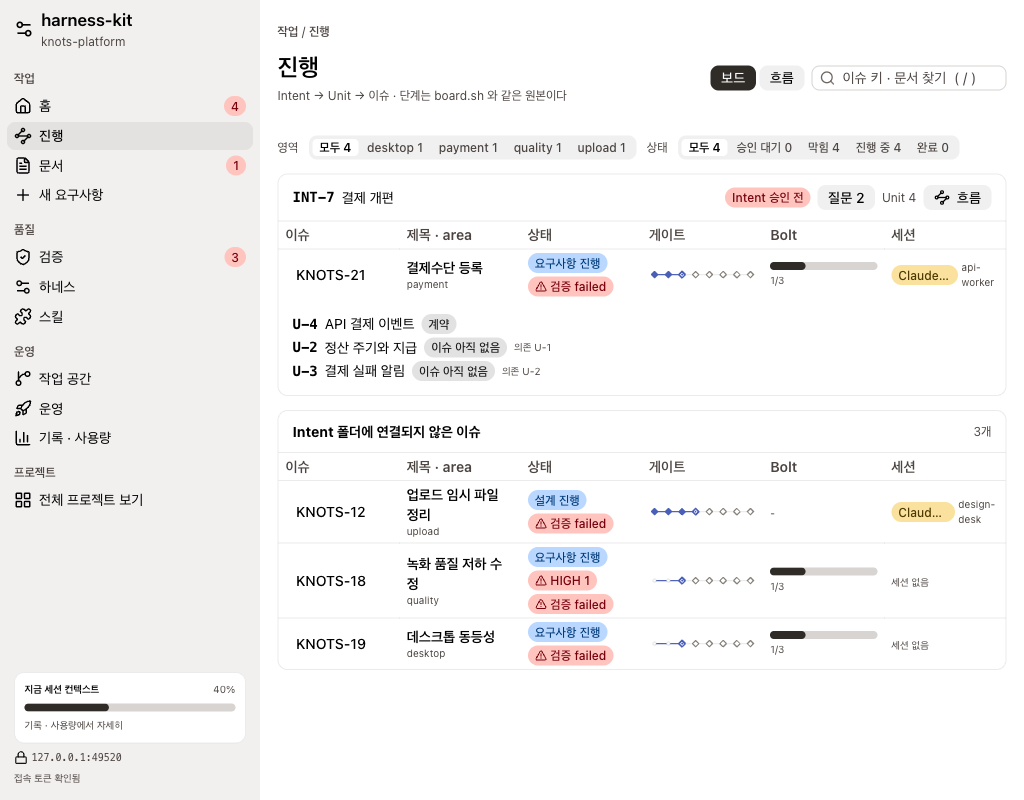 harness-kit
knots-platform
작업
홈 4
진행
문서 1
새 요구사항
품질
검증 3
하네스
스킬
운영
작업 공간
운영
기록 · 사용량
프로젝트
전체 프로젝트 보기
지금 세션 컨텍스트 40%
기록 · 사용량에서 자세히
127.0.0.1:49520
접속 토큰 확인됨
작업 / 진행
진행
Intent → Unit → 이슈 · 단계는 board.sh 와 같은 원본이다
보드 흐름 이슈 키 · 문서 찾기 ( / )
영역 모두 4 desktop 1 payment 1 quality 1 upload 1 상태 모두 4 승인 대기 0 막힘 4 진행 중 4 완료 0
INT-7 결제 개편 Intent 승인 전 질문 2 Unit 4 흐름
이슈 제목 · area 상태 게이트 Bolt 세션
KNOTS-21 결제수단 등록 payment 요구사항 진행 검증 failed 1/3 Claude... api-worker
U-4 API 결제 이벤트 계약
U-2 정산 주기와 지급 이슈 아직 없음 의존 U-1
U-3 결제 실패 알림 이슈 아직 없음 의존 U-2
Intent 폴더에 연결되지 않은 이슈 3개
이슈 제목 · area 상태 게이트 Bolt 세션
KNOTS-12 업로드 임시 파일 정리 upload 설계 진행 검증 failed - Claud... design-desk
KNOTS-18 녹화 품질 저하 수정 quality 요구사항 진행 HIGH 1 검증 failed 1/3 세션 없음
KNOTS-19 데스크톱 동등성 desktop 요구사항 진행 검증 failed 1/3 세션 없음